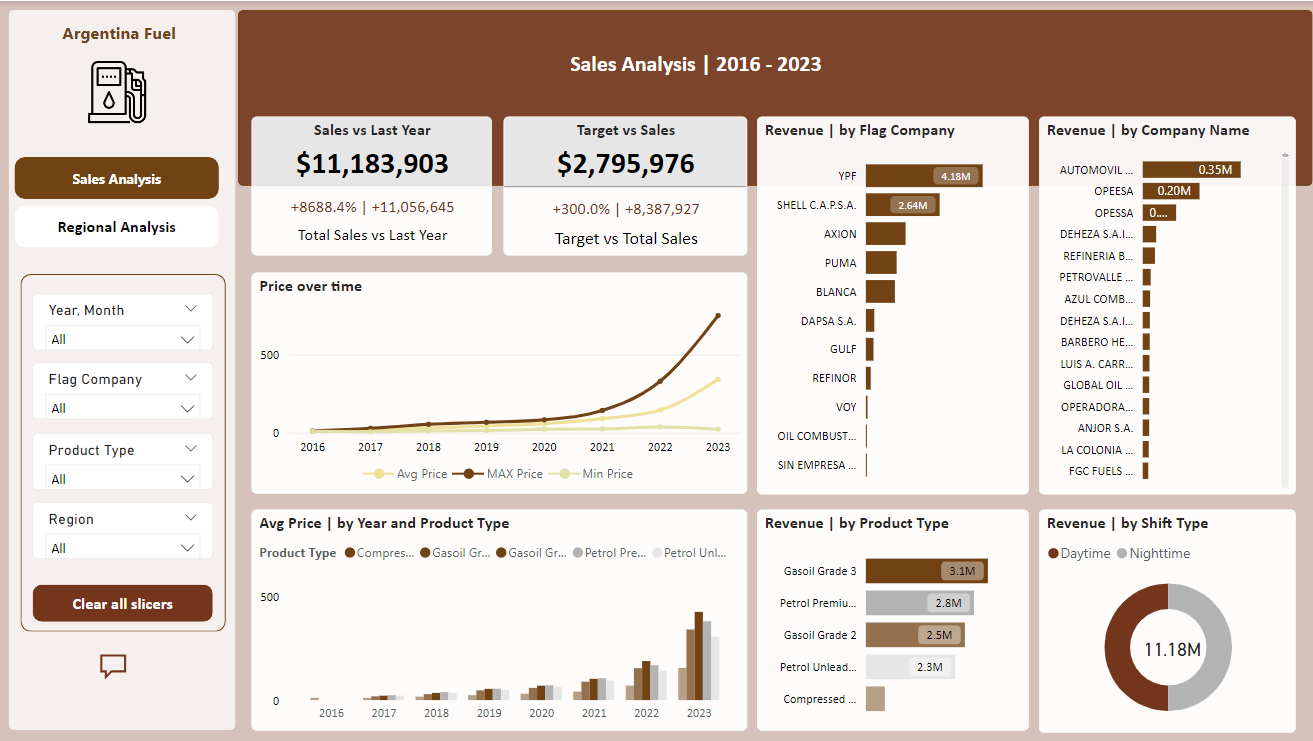 Argentina Fuel
Sales Analysis
Regional Analysis
Year, Month
All
Flag Company
All
Product Type
All
Region
All
Clear all slicers
Sales Analysis | 2016 - 2023
Sales vs Last Year
$11,183,903
+8688.4% | +11,056,645
Total Sales vs Last Year
Target vs Sales
$2,795,976
+300.0% | +8,387,927
Target vs Total Sales
Price over time
500
0
2016 2017 2018 2019 2020 2021 2022 2023
Avg Price MAX Price Min Price
Revenue | by Flag Company
YPF 4.18M
SHELL C.A.P.S.A. 2.64M
AXION
PUMA
BLANCA
DAPSA S.A.
GULF
REFINOR
VOY
OIL COMBUST...
SIN EMPRESA ...
Revenue | by Company Name
AUTOMOVIL ... 0.35M
OPEESA 0.20M
OPESSA 0....
DEHEZA S.A.I...
REFINERIA B...
PETROVALLE ...
AZUL COMB...
DEHEZA S.A.I...
BARBERO HE...
LUIS A. CARR...
GLOBAL OIL ...
OPERADORA...
ANJOR S.A.
LA COLONIA ...
FGC FUELS ...
Avg Price | by Year and Product Type
Product Type Compres... Gasoil Gr... Gasoil Gr... Petrol Pre... Petrol Unl...
500
0
2016 2017 2018 2019 2020 2021 2022 2023
Revenue | by Product Type
Gasoil Grade 3 3.1M
Petrol Premiu... 2.8M
Gasoil Grade 2 2.5M
Petrol Unlead... 2.3M
Compressed ...
Revenue | by Shift Type
Daytime Nighttime
11.18M